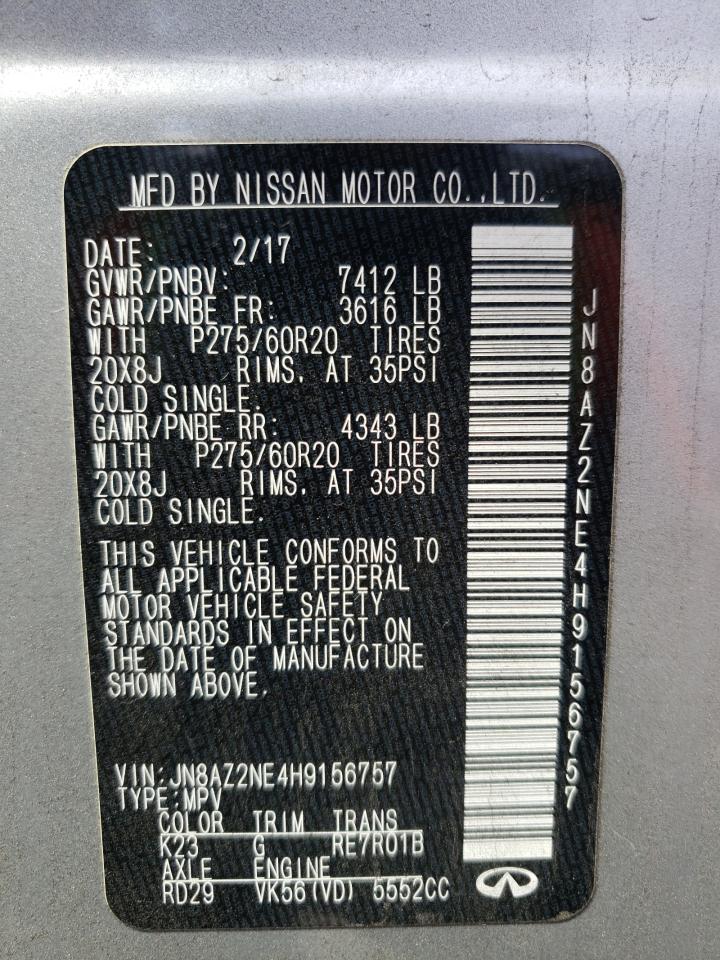 MFD BY NISSAN MOTOR CO.,LTD.
DATE: 2/17
GVWR/PNBV: 7412 LB
GAWR/PNBE FR: 3616 LB
WITH P275/60R20 TIRES
20X8J RIMS, AT 35PSI
COLD SINGLE.
GAWR/PNBE RR: 4343 LB
WITH P275/60R20 TIRES
20X8J RIMS, AT 35PSI
COLD SINGLE.
THIS VEHICLE CONFORMS TO
ALL APPLICABLE FEDERAL
MOTOR VEHICLE SAFETY
STANDARDS IN EFFECT ON
THE DATE OF MANUFACTURE
SHOWN ABOVE.
VIN:JN8AZ2NE4H9156757
TYPE:MPV
COLOR TRIM TRANS
K23 G RE7R01B
AXLE ENGINE
RD29 VK56(VD) 5552CC
JN8AZ2NE4H9156757